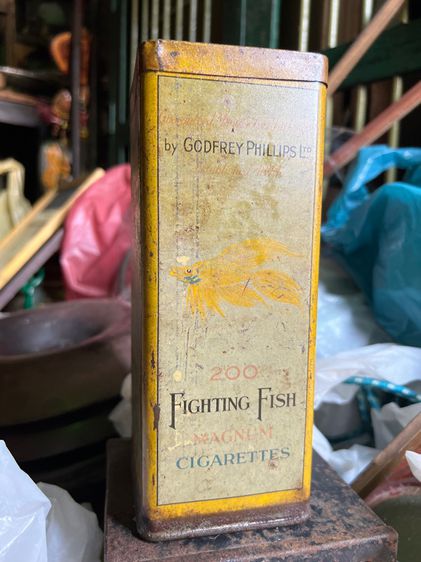 by GODFREY PHILLIPS LTD
200
FIGHTING FISH
MAGNUM
CIGARETTES